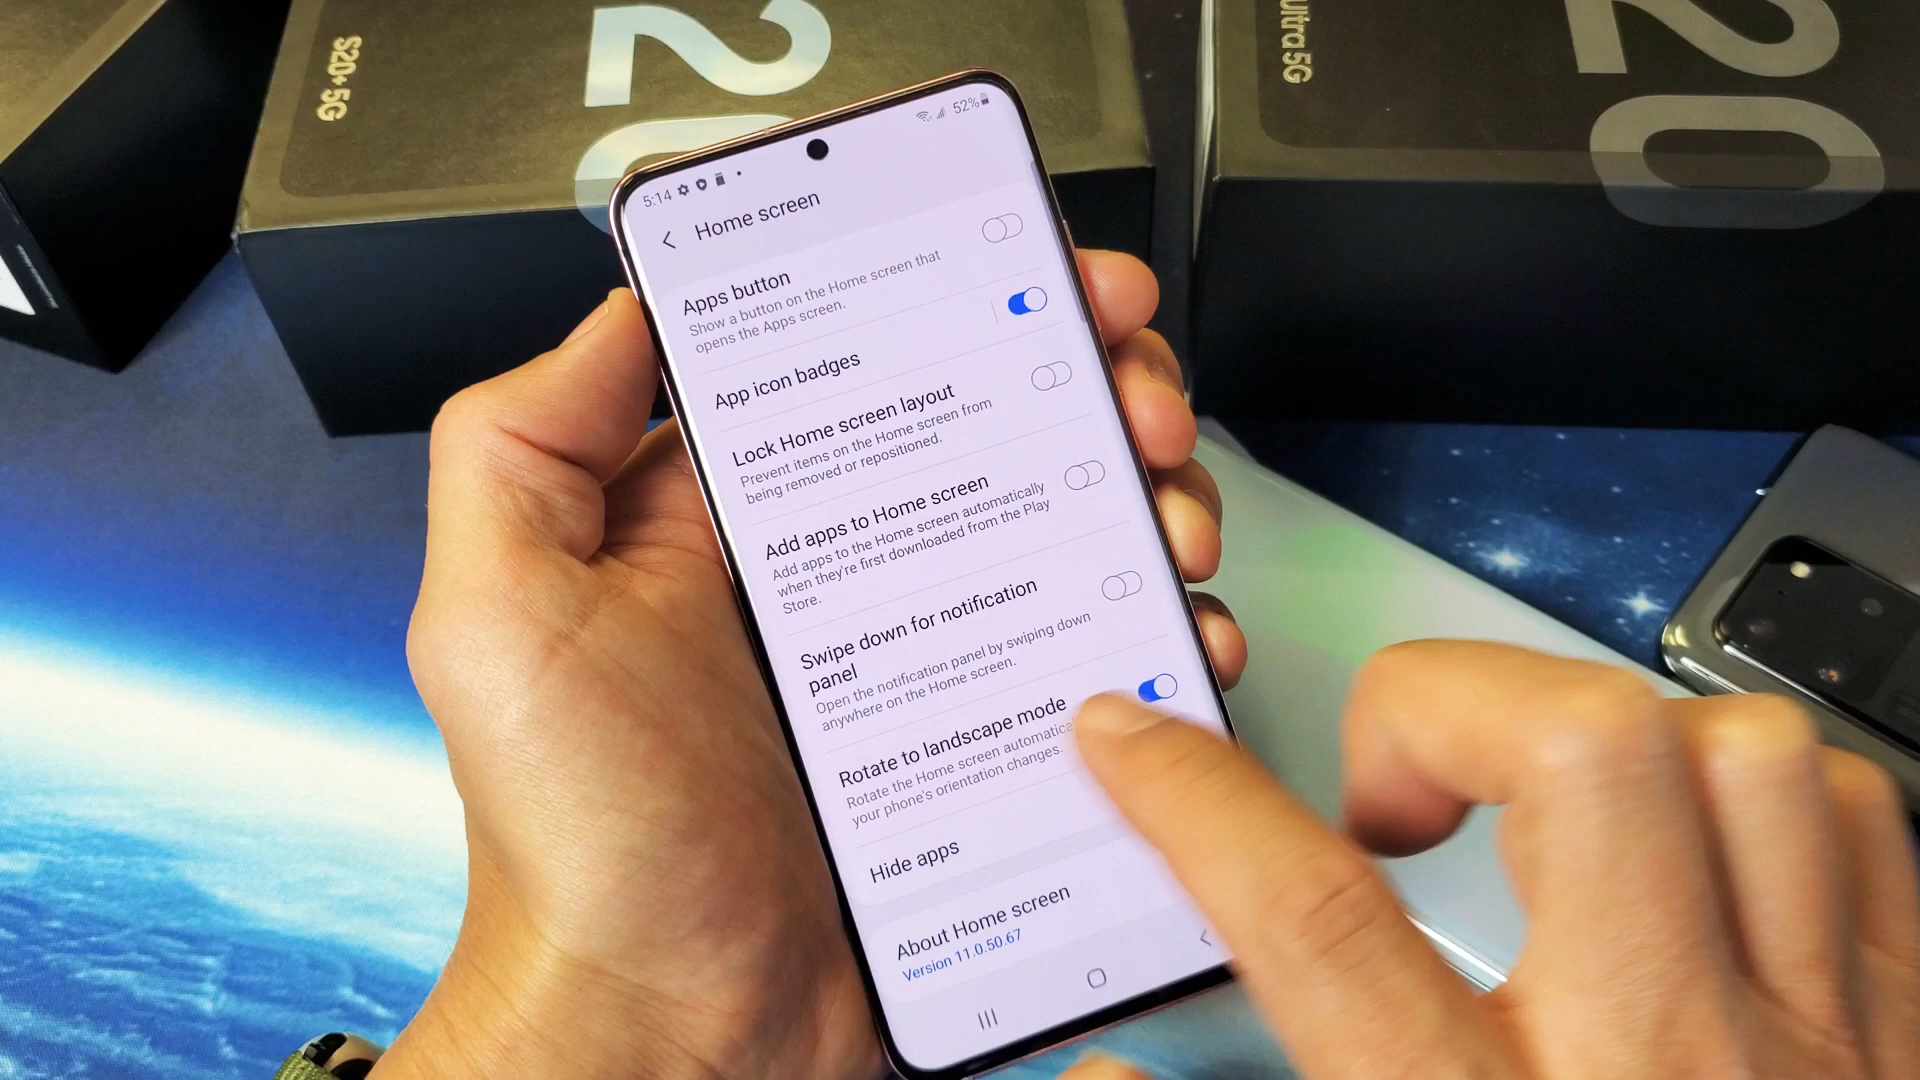 S20+ 5G
20
Ultra 5G
20
5:14
52%
Home screen
Apps button
Show a button on the Home screen that
opens the Apps screen.
App icon badges
Lock Home screen layout
Prevent items on the Home screen from
being removed or repositioned.
Add apps to Home screen
Add apps to the Home screen automatically
when they're first downloaded from the Play
Store.
Swipe down for notification
panel
Open the notification panel by swiping down
anywhere on the Home screen.
Rotate to landscape mode
Rotate the Home screen automatica
your phone's orientation changes.
Hide apps
About Home screen
Version 11.0.50.67